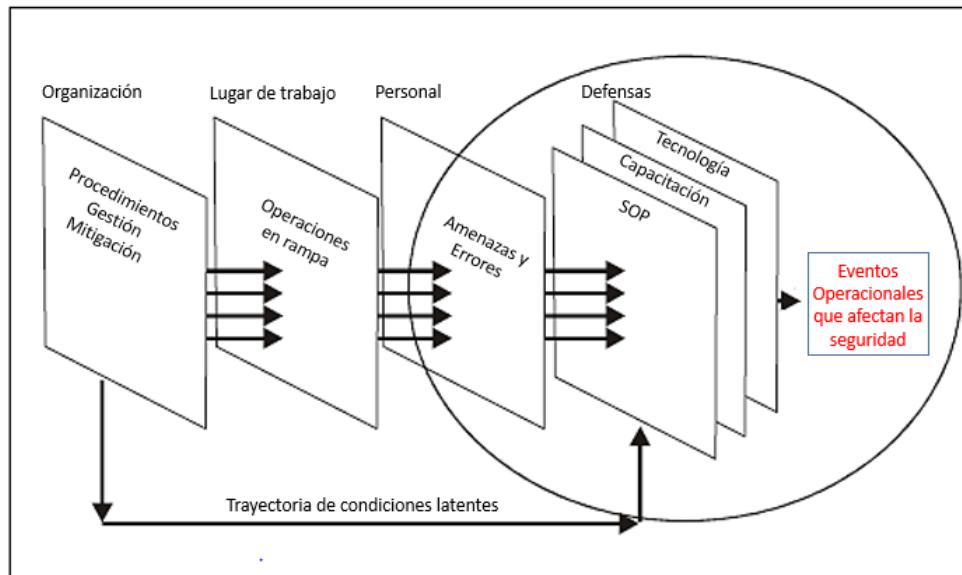 Organización
Lugar de trabajo
Personal
Defensas
Procedimientos
Gestión
Mitigación
Operaciones
en rampa
Amenazas y
Errores
Tecnología
Capacitación
SOP
Eventos
Operacionales
que afectan la
seguridad
Trayectoria de condiciones latentes